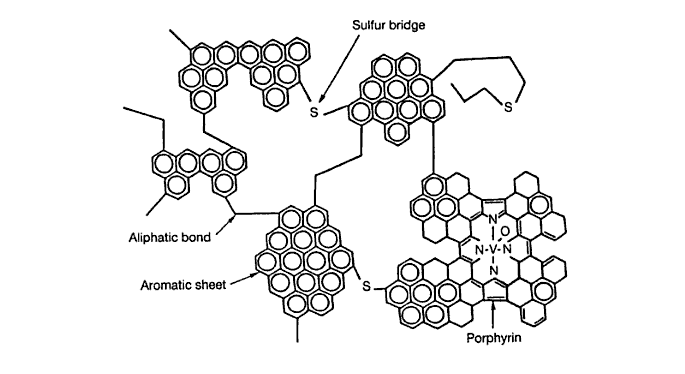 Sulfur bridge
S
S
N
O
N-V-N
N
Aliphatic bond
Aromatic sheet
S
Porphyrin